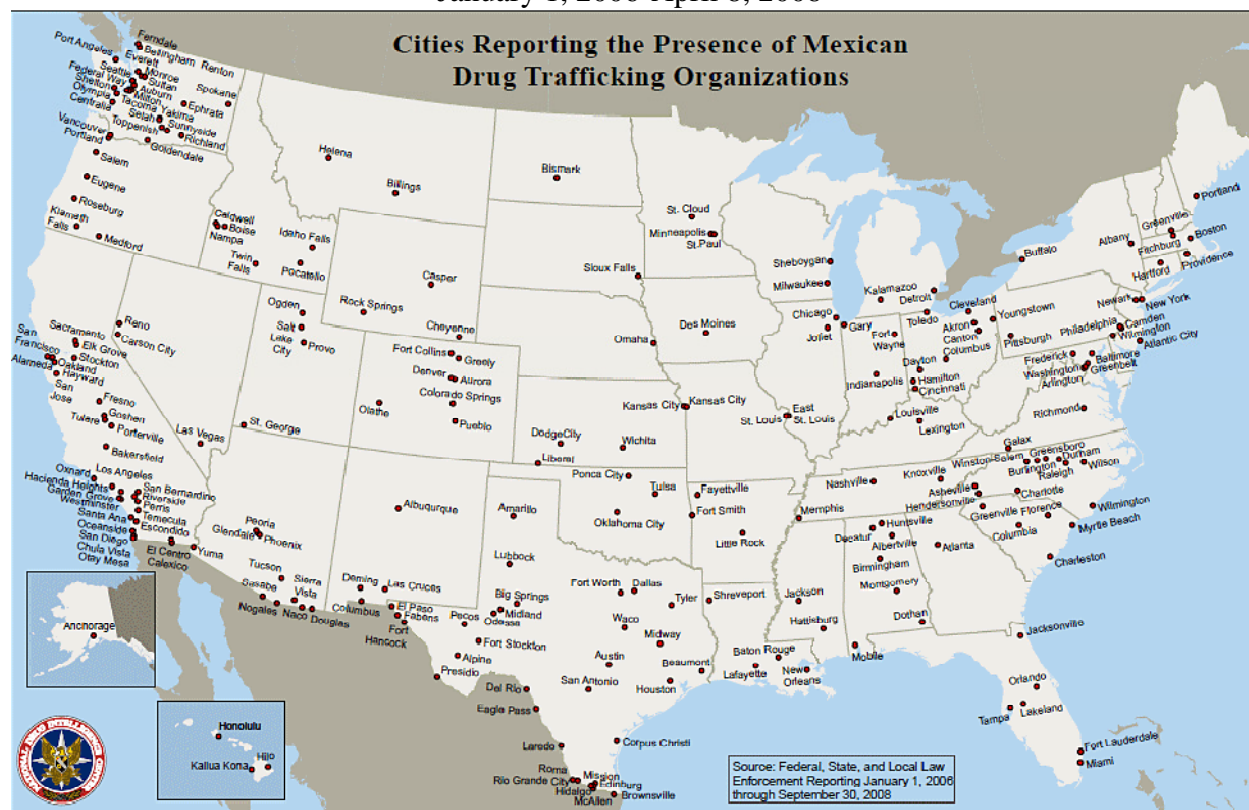 January 1, 2006-April 8, 2008
Cities Reporting the Presence of Mexican
Drug Trafficking Organizations
Ferndale
Port Angeles
Bellingham
Renton
Everett
Seattle
Monroe
Sultan
Federal Way
Auburn
Spokane
Shelton
Milton
Olympia
Tacoma
Yakima
Ephrata
Centralia
Selah
Sunnyside
Toppenish
Richland
Vancouver
Portland
Goldendale
Salem
Eugene
Roseburg
Klamath
Falls
Medford
Helena
Billings
Caldwell
Boise
Nampa
Idaho Falls
Twin
Falls
Pocatello
Casper
Rock Springs
Cheyenne
Bismark
St. Cloud
Minneapolis
St.Paul
Sioux Falls
Sheboygan
Milwaukee
Kalamazoo
Detroit
Buffalo
Albany
Greenville
Portland
Boston
Fitchburg
Hartford
Providence
Reno
Carson City
San
Francisco
Sacramento
Elk Grove
Stockton
Oakland
Alameda
Hayward
San
Jose
Fresno
Goshen
Tulare
Porterville
Bakersfield
Las Vegas
Ogden
Salt
Lake
City
Provo
St. George
Fort Collins
Greely
Denver
Aurora
Colorado Springs
Olathe
Pueblo
Omaha
Des Moines
Chicago
Joliet
Gary
Fort
Wayne
Toledo
Cleveland
Akron
Canton
Columbus
Youngstown
Pittsburgh
Philadelphia
Newark
New York
Camden
Wilmington
Atlantic City
Frederick
Baltimore
Washington
Greenbelt
Arlington
Dayton
Hamilton
Cincinnati
Indianapolis
Louisville
Lexington
Richmond
Kansas City
Kansas City
St. Louis
East
St. Louis
Dodge City
Wichita
Liberal
Ponca City
Tulsa
Oklahoma City
Fayettville
Fort Smith
Little Rock
Nashville
Knoxville
Memphis
Galax
Winston-Salem
Greensboro
Durham
Burlington
Raleigh
Wilson
Asheville
Hendersonville
Charlotte
Greenville
Florence
Columbia
Wilmington
Myrtle Beach
Charleston
Oxnard
Los Angeles
Hacienda Heights
San Bernardino
Garden Grove
Riverside
Westminster
Perris
Santa Ana
Temecula
Oceanside
Escondido
San Diego
Chula Vista
Otay Mesa
El Centro
Calexico
Yuma
Peoria
Glendale
Phoenix
Tucson
Sasabe
Sierra
Vista
Nogales
Naco
Douglas
Albuquerque
Deming
Las Cruces
Columbus
El Paso
Fabens
Fort
Hancock
Amarillo
Lubbock
Big Springs
Midland
Odessa
Pecos
Fort Stockton
Alpine
Presidio
Fort Worth
Dallas
Tyler
Waco
Midway
Austin
Beaumont
Houston
San Antonio
Del Rio
Eagle Pass
Laredo
Corpus Christi
Roma
Rio Grande City
Mission
Edinburg
Hidalgo
McAllen
Brownsville
Shreveport
Baton Rouge
Lafayette
New
Orleans
Jackson
Hattisburg
Decatur
Huntsville
Albertville
Birmingham
Montgomery
Dothan
Mobile
Atlanta
Jacksonville
Orlando
Tampa
Lakeland
Fort Lauderdale
Miami
Anchorage
Honolulu
Hilo
Kailua Kona
Source: Federal, State, and Local Law
Enforcement Reporting January 1, 2006
through September 30, 2008